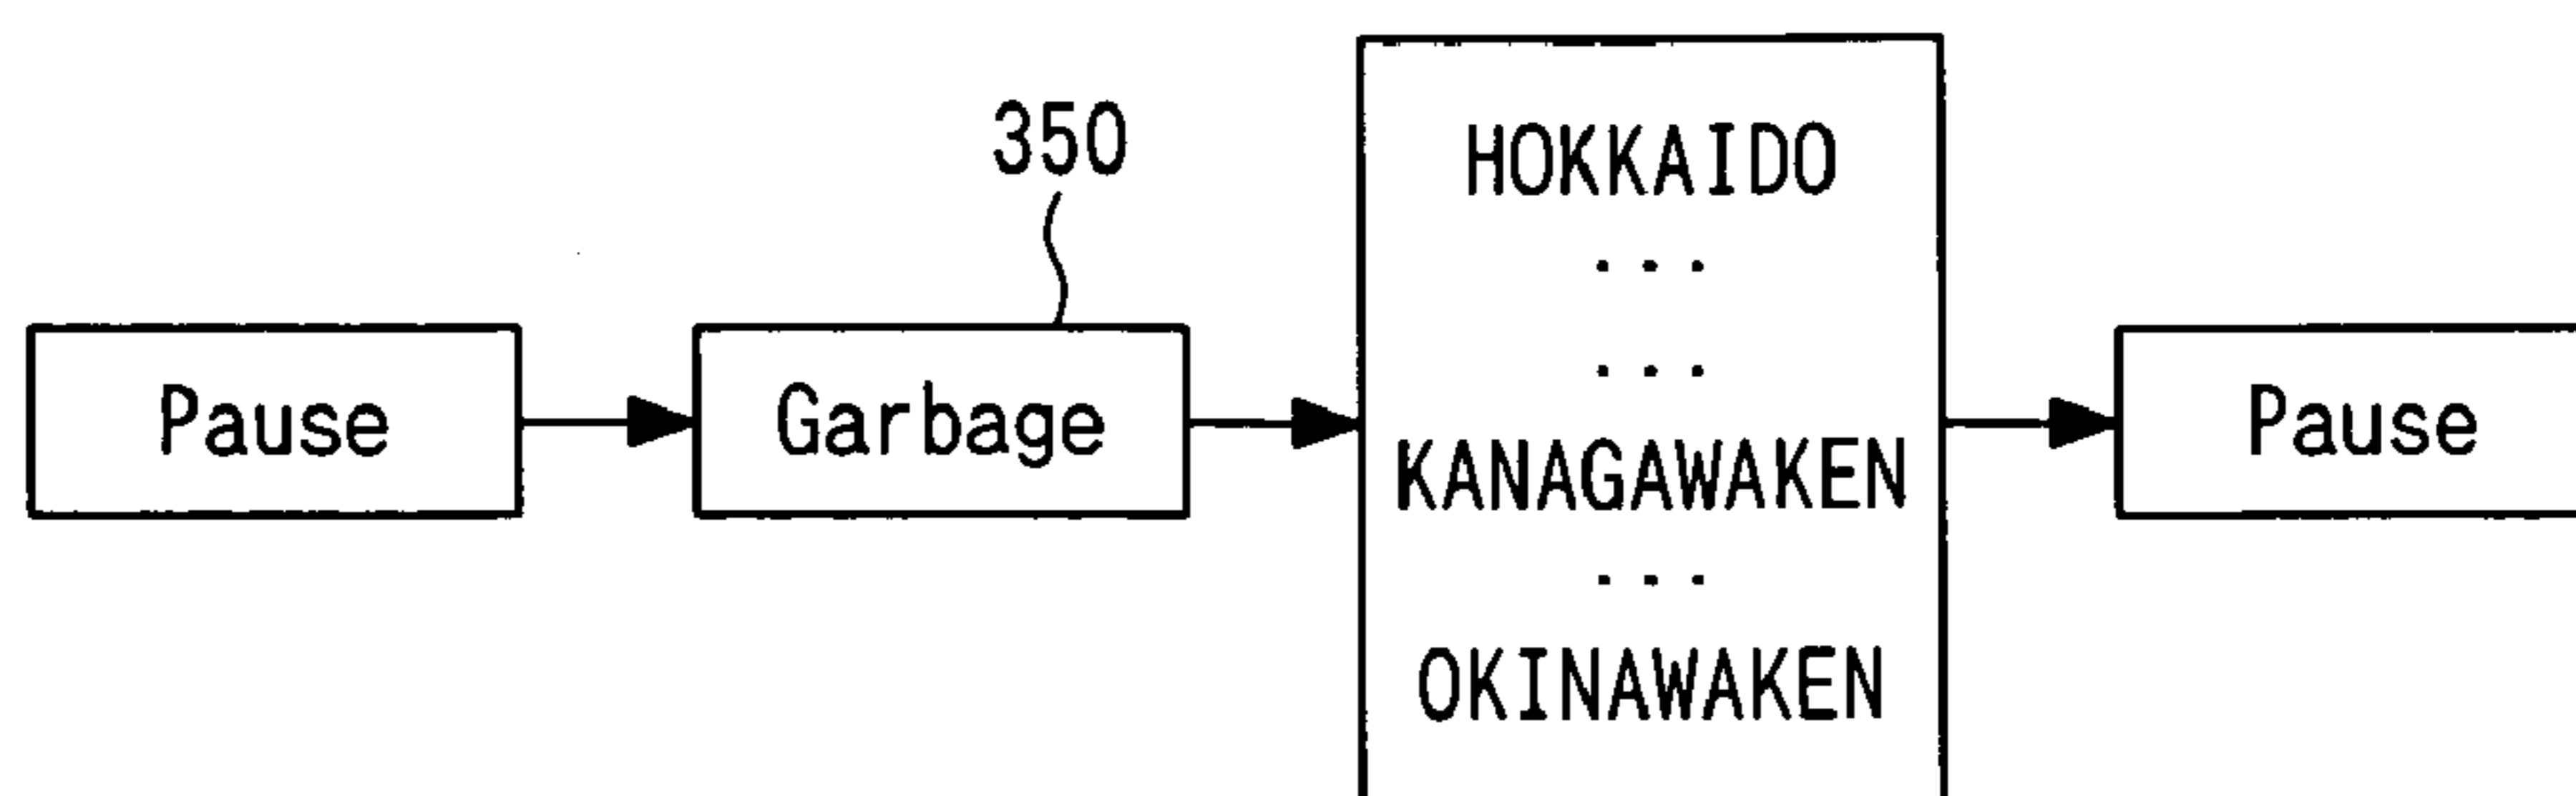 350
Pause
Garbage
HOKKAIDO
...
...
KANAGAWAKEN
...
OKINAWAKEN
Pause